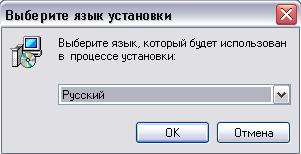 Выберите язык установки
Выберите язык, который будет использован
в процессе установки:
Русский
OK
Отмена